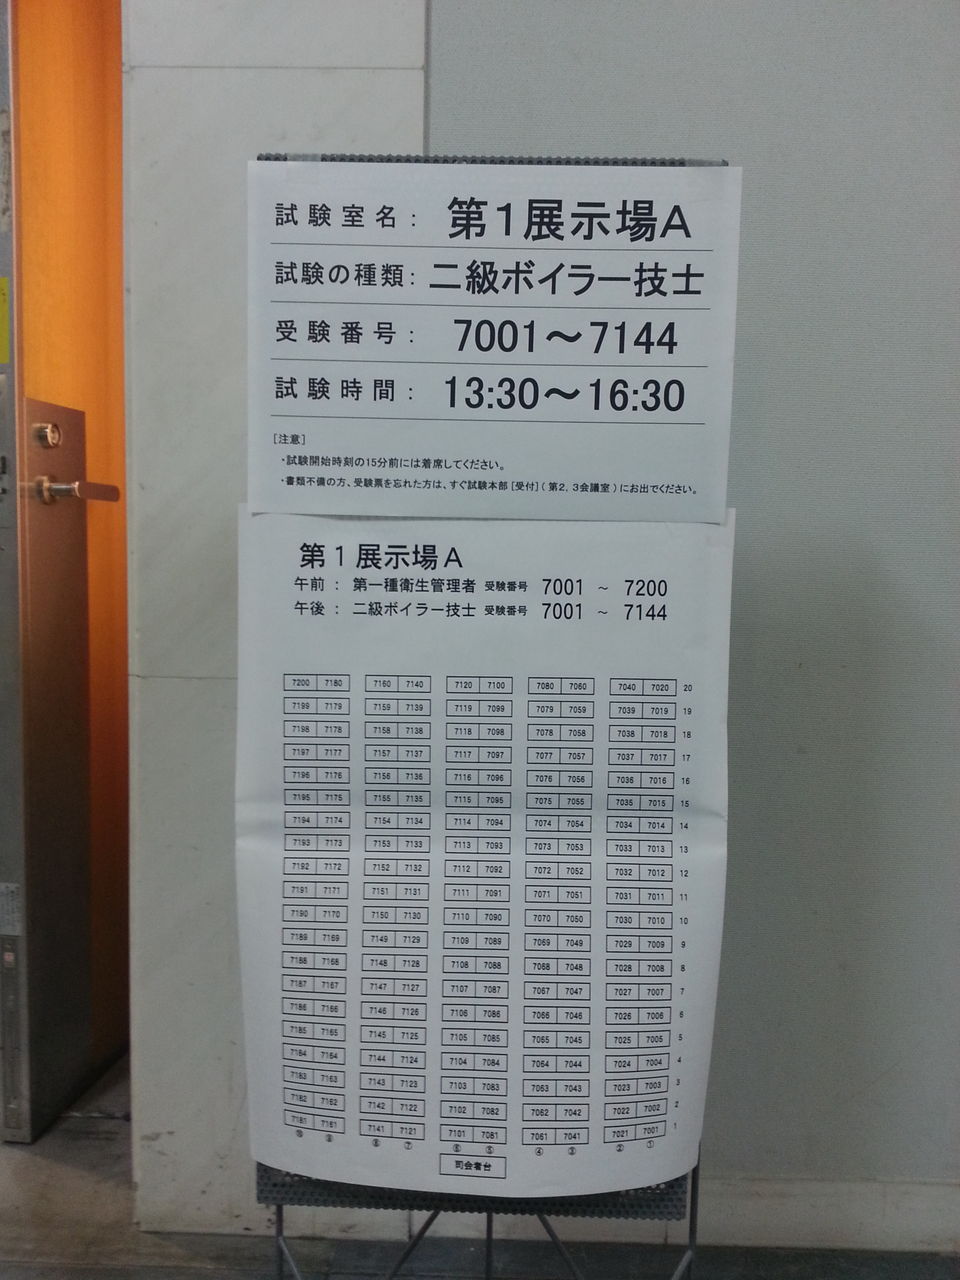 試験室名： 第１展示場Ａ
試験の種類： 二級ボイラー技士
受験番号： 7001～7144
試験時間： 13:30～16:30
［注意］
・試験開始時刻の15分前には着席してください。
・書類不備の方、受験票を忘れた方は、すぐ試験本部［受付］（第２，３会議室）にお出でください。
第１展示場Ａ
午前： 第一種衛生管理者 受験番号 7001 ～ 7200
午後： 二級ボイラー技士 受験番号 7001 ～ 7144
7200 7180 7160 7140 7120 7100 7080 7060 7040 7020 20
7199 7179 7159 7139 7119 7099 7079 7059 7039 7019 19
7198 7178 7158 7138 7118 7098 7078 7058 7038 7018 18
7197 7177 7157 7137 7117 7097 7077 7057 7037 7017 17
7196 7176 7156 7136 7116 7096 7076 7056 7036 7016 16
7195 7175 7155 7135 7115 7095 7075 7055 7035 7015 15
7194 7174 7154 7134 7114 7094 7074 7054 7034 7014 14
7193 7173 7153 7133 7113 7093 7073 7053 7033 7013 13
7192 7172 7152 7132 7112 7092 7072 7052 7032 7012 12
7191 7171 7151 7131 7111 7091 7071 7051 7031 7011 11
7190 7170 7150 7130 7110 7090 7070 7050 7030 7010 10
7189 7169 7149 7129 7109 7089 7069 7049 7029 7009 9
7188 7168 7148 7128 7108 7088 7068 7048 7028 7008 8
7187 7167 7147 7127 7107 7087 7067 7047 7027 7007 7
7186 7166 7146 7126 7106 7086 7066 7046 7026 7006 6
7185 7165 7145 7125 7105 7085 7065 7045 7025 7005 5
7184 7164 7144 7124 7104 7084 7064 7044 7024 7004 4
7183 7163 7143 7123 7103 7083 7063 7043 7023 7003 3
7182 7162 7142 7122 7102 7082 7062 7042 7022 7002 2
7181 7161 7141 7121 7101 7081 7061 7041 7021 7001 1
⑩ ⑨ ⑧ ⑦ ⑥ ⑤ ④ ③ ② ①
司会者台